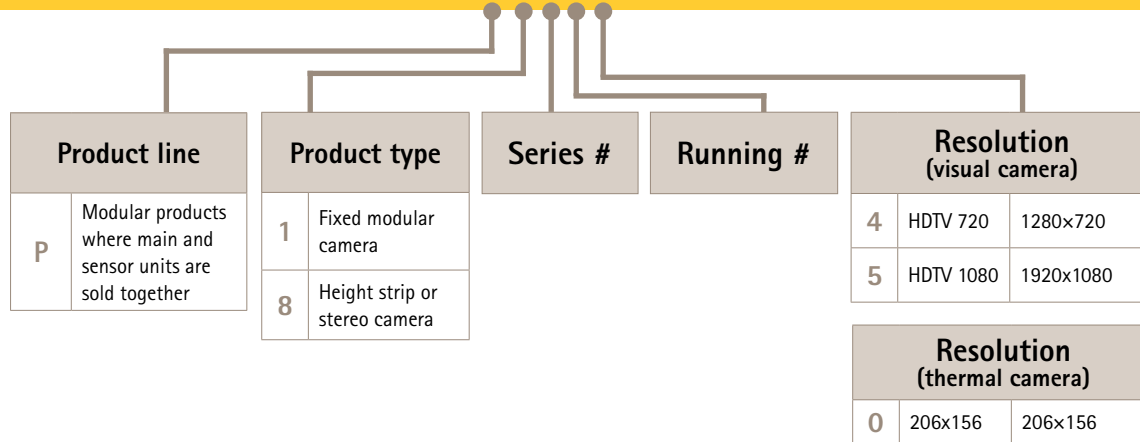 Product line
P
Modular products
where main and
sensor units are
sold together
Product type
1
Fixed modular
camera
8
Height strip or
stereo camera
Series #
Running #
Resolution
(visual camera)
4 HDTV 720 1280×720
5 HDTV 1080 1920x1080
Resolution
(thermal camera)
0 206x156 206×156